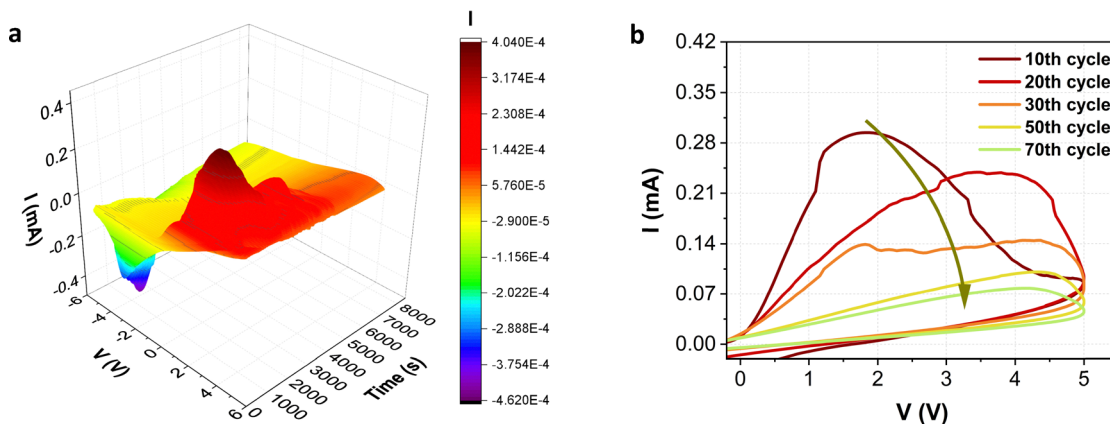 a
I (mA)
0.4
0.2
0.0
-0.2
-0.4
-6
-4
-2
0
2
4
6
V (V)
0
1000
2000
3000
4000
5000
6000
7000
8000
Time (s)
I
4.040E-4
3.174E-4
2.308E-4
1.442E-4
5.760E-5
-2.900E-5
-1.156E-4
-2.022E-4
-2.888E-4
-3.754E-4
-4.620E-4
b
I (mA)
0.42
0.35
0.28
0.21
0.14
0.07
0.00
10th cycle
20th cycle
30th cycle
50th cycle
70th cycle
0 1 2 3 4 5
V (V)